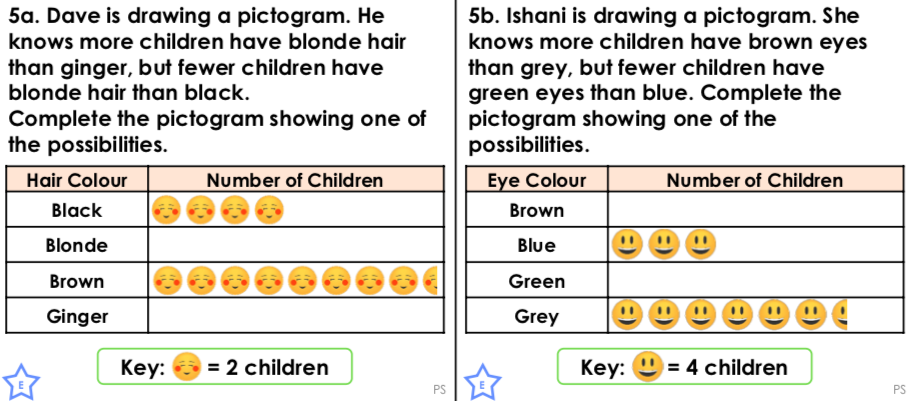 5a. Dave is drawing a pictogram. He
knows more children have blonde hair
than ginger, but fewer children have
blonde hair than black.
Complete the pictogram showing one of
the possibilities.
Hair Colour Number of Children
Black
Blonde
Brown
Ginger
Key: = 2 children
E
PS
5b. Ishani is drawing a pictogram. She
knows more children have brown eyes
than grey, but fewer children have
green eyes than blue. Complete the
pictogram showing one of the
possibilities.
Eye Colour Number of Children
Brown
Blue
Green
Grey
Key: = 4 children
E
PS